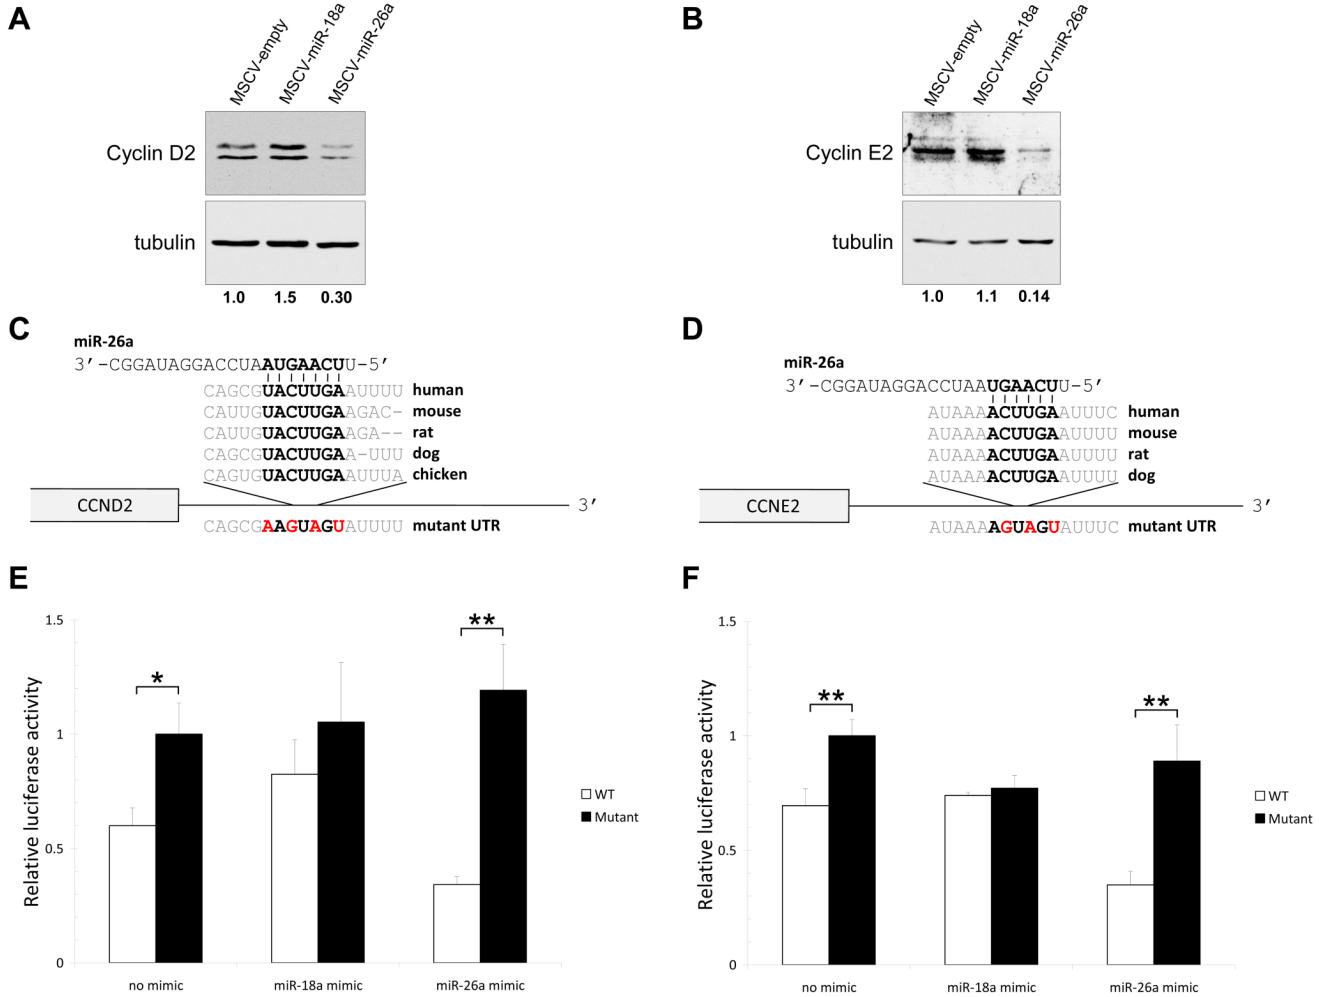 A
MSCV-empty
MSCV-miR-18a
MSCV-miR-26a
Cyclin D2
tubulin
1.0 1.5 0.30
B
MSCV-empty
MSCV-miR-18a
MSCV-miR-26a
Cyclin E2
tubulin
1.0 1.1 0.14
C
miR-26a
3’-CGGAUAGGACCUAAUGAACUU-5’
CAGCGUACUUGAAUUUU human
CAUUGUACUUGAAGAC- mouse
CAUUGUACUUGAAGA-- rat
CAGCGUACUUGAA-UUU dog
CAGUGUACUUGAAUUUA chicken
CCND2 3’
CAGCGAAGUAGUAUUUU mutant UTR
D
miR-26a
3’-CGGAUAGGACCUAAUGAACUU-5’
AUAAAACUUGAAUUUC human
AUAAAACUUGAAUUUU mouse
AUAAAACUUGAAUUUU rat
AUAAAACUUGAAUUUU dog
CCNE2 3’
AUAAAAGUAGUAUUUC mutant UTR
E
Relative luciferase activity
1.5
1
0.5
0
*
**
WT
Mutant
no mimic miR-18a mimic miR-26a mimic
F
Relative luciferase activity
1.5
1
0.5
0
**
**
WT
Mutant
no mimic miR-18a mimic miR-26a mimic